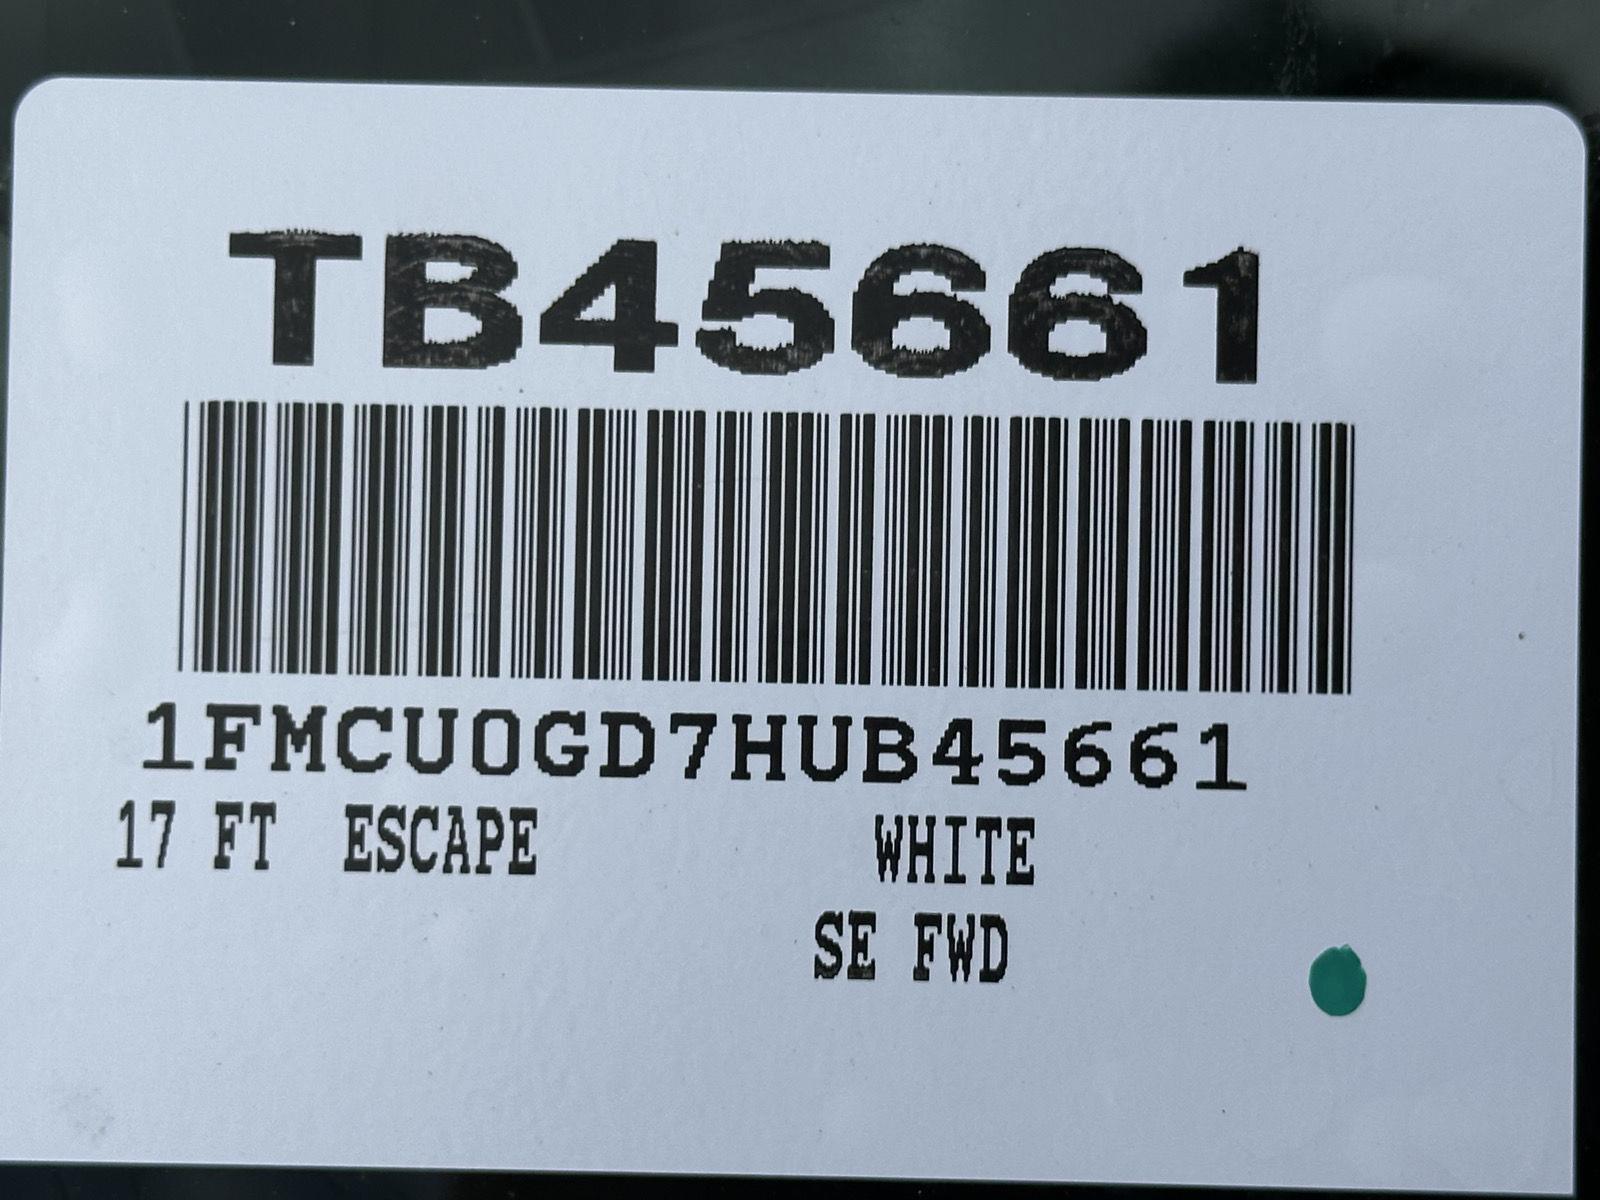 TB45661
1FMCU0GD7HUB45661
17 FT ESCAPE WHITE
SE FWD